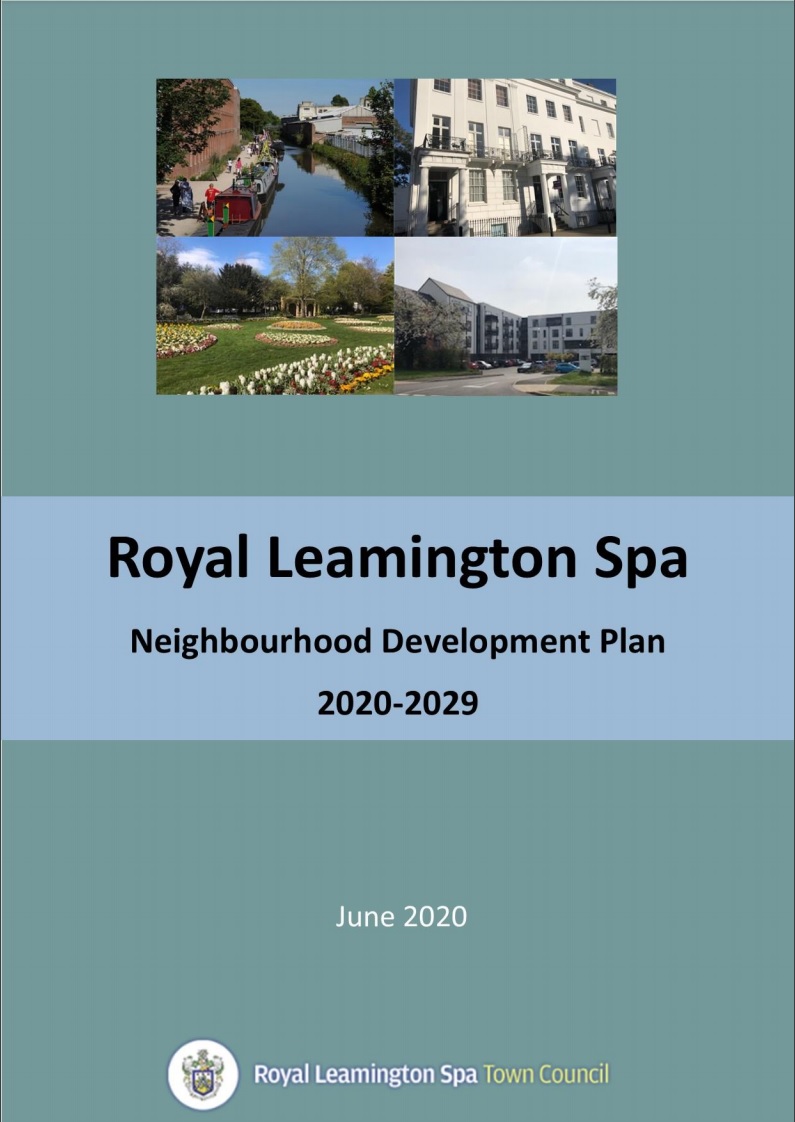 Royal Leamington Spa
Neighbourhood Development Plan
2020-2029
June 2020
Royal Leamington Spa Town Council